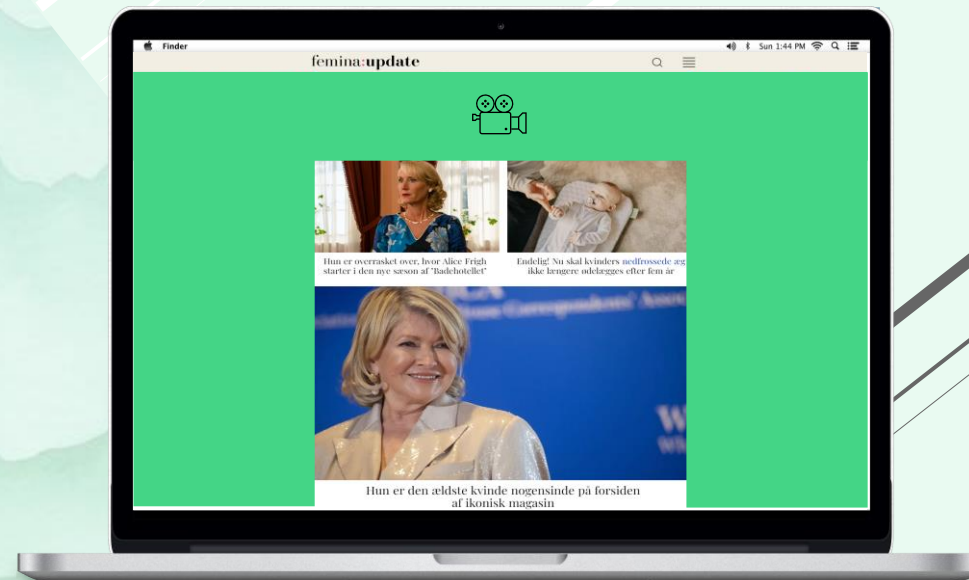 Finder
Sun 1:44 PM
femina:update
Hun er overrasket over, hvor Alice Frigh
starter i den nye sæson af "Badehotellet"
Endelig! Nu skal kvinders nedfrossede æg
ikke længere ødelægges efter fem år
Correspondents' Assoc
W
Hun er den ældste kvinde nogensinde på forsiden
af ikonisk magasin